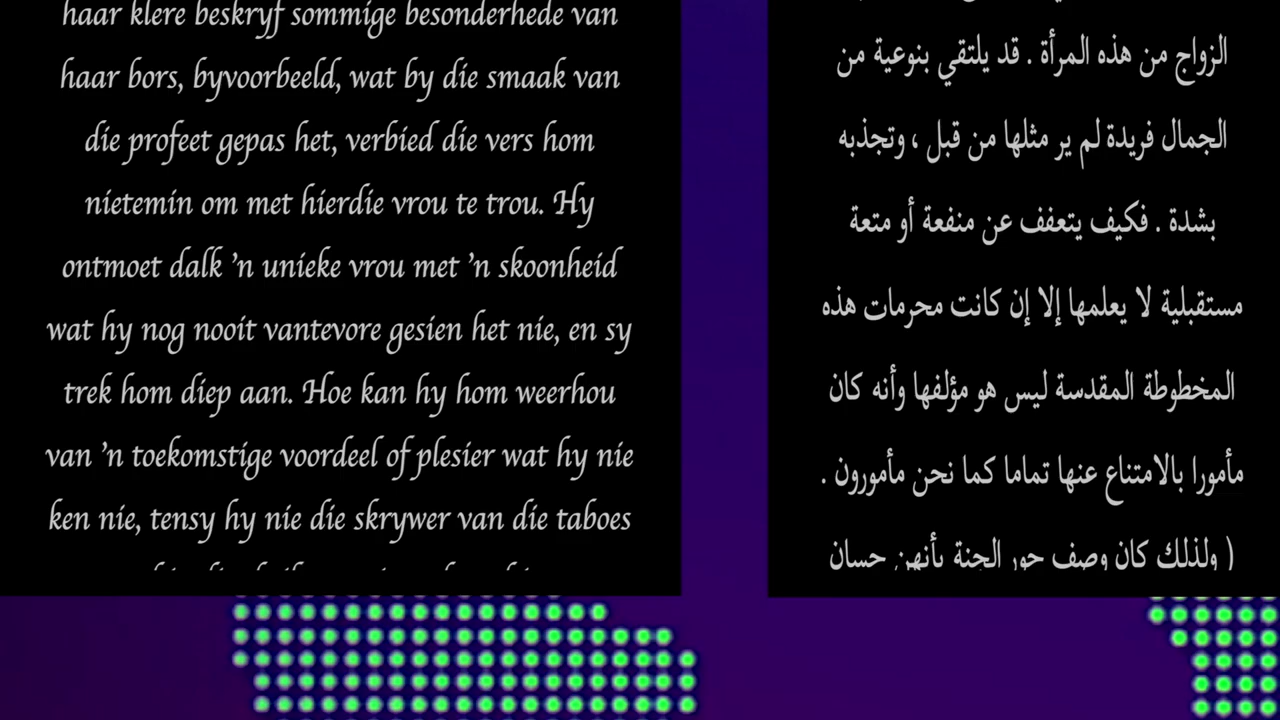 haar klere beskryf sommige besonderhede van
haar bors, byvoorbeeld, wat by die smaak van
die profeet gepas het, verbied die vers hom
nietemin om met hierdie vrou te trou. Hy
ontmoet dalk 'n unieke vrou met 'n skoonheid
wat hy nog nooit vantevore gesien het nie, en sy
trek hom diep aan. Hoe kan hy hom weerhou
van 'n toekomstige voordeel of plesier wat hy nie
ken nie, tensy hy nie die skrywer van die taboes
الزواج من هذه المرأة . قد يلتقي بنوعية من
الجمال فريدة لم ير مثلها من قبل ، وتجذبه
بشدة . فكيف يتعفف عن منفعة أو متعة
مستقبلية لا يعلمها إلا إن كانت محرمات هذه
المخطوطة المقدسة ليس هو مؤلفها وأنه كان
مأمورا بالامتناع عنها تماما كما نحن مأمورون .
( ولذلك كان وصف حور الجنة بأنهن حسان